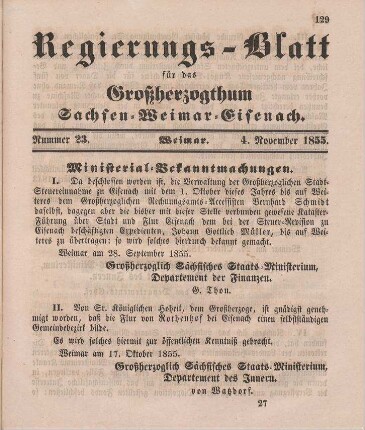 129
Regierungs-Blatt
für das
Großherzogthum
Sachsen-Weimar-Eisenach.
Nummer 23. Weimar. 4. November 1855.
Ministerial-Bekanntmachungen.
I. Da beschlossen worden ist, die Verwaltung der Großherzoglichen Stadt-
Steuereinnahme zu Eisenach mit dem 1. Oktober dieses Jahrs bis auf Wei-
teres dem Großherzoglichen Rechnungsamts-Accessisten Bernhard Schmidt
daselbst, dagegen aber die bisher mit dieser Stelle verbunden gewesene Kataster-
Führung über Stadt und Flur Eisenach dem bei der Steuer-Revision zu
Eisenach beschäftigten Expedienten, Johann Gottlieb Müller, bis auf Wei-
teres zu übertragen: so wird solches hierdurch bekannt gemacht.
Weimar am 28. September 1855.
Großherzoglich Sächsisches Staats-Ministerium,
Departement der Finanzen.
G. Thon.
II. Von Sr. Königlichen Hoheit, dem Großherzoge, ist gnädigst geneh-
migt worden, daß die Flur von Rothenhof bei Eisenach einen selbstständigen
Gemeindebezirk bilde.
Es wird solches hiermit zur öffentlichen Kenntniß gebracht.
Weimar am 17. Oktober 1855.
Großherzoglich Sächsisches Staats-Ministerium,
Departement des Innern.
von Watzdorf.
27